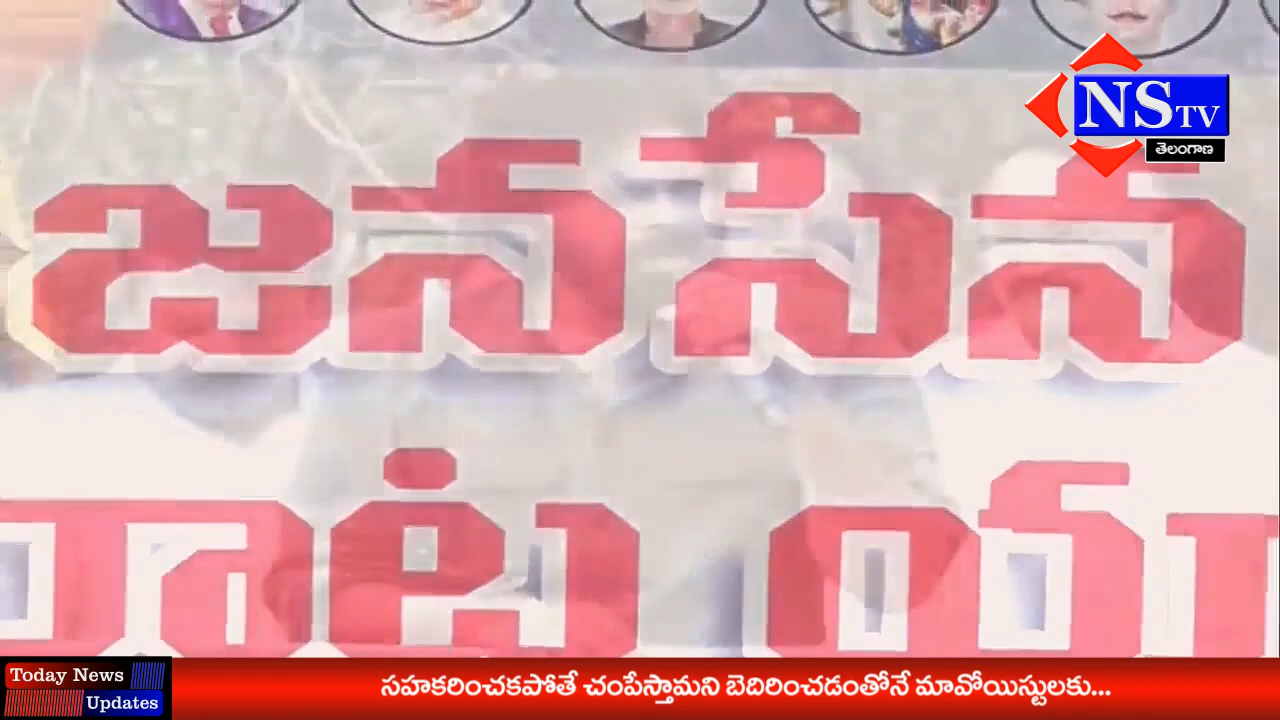 NS TV
తెలంగాణ
జనసేన
Today News
Updates
సహకరించకపోతే చంపేస్తామని బెదిరించడంతోనే మావోయిస్టులకు...